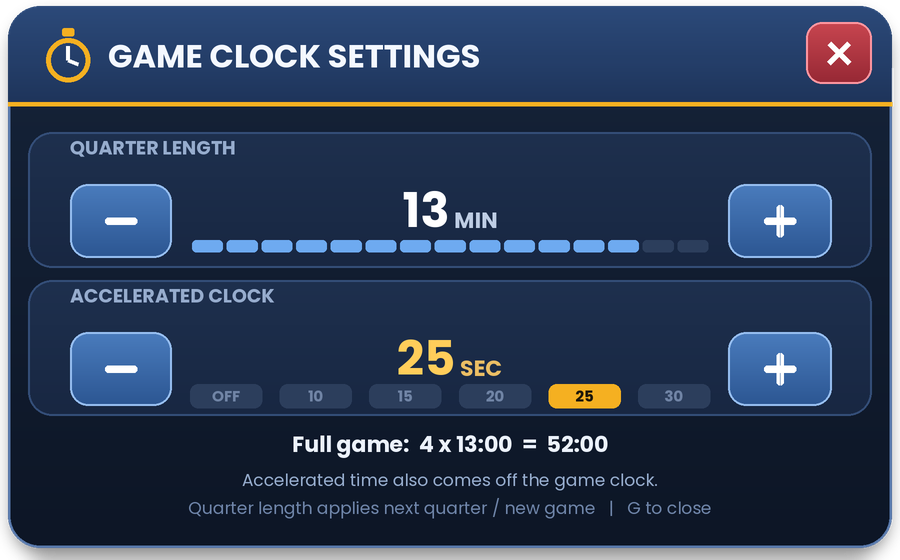 GAME CLOCK SETTINGS
QUARTER LENGTH
13 MIN
ACCELERATED CLOCK
25 SEC
OFF 10 15 20 25 30
Full game: 4 x 13:00 = 52:00
Accelerated time also comes off the game clock.
Quarter length applies next quarter / new game | G to close